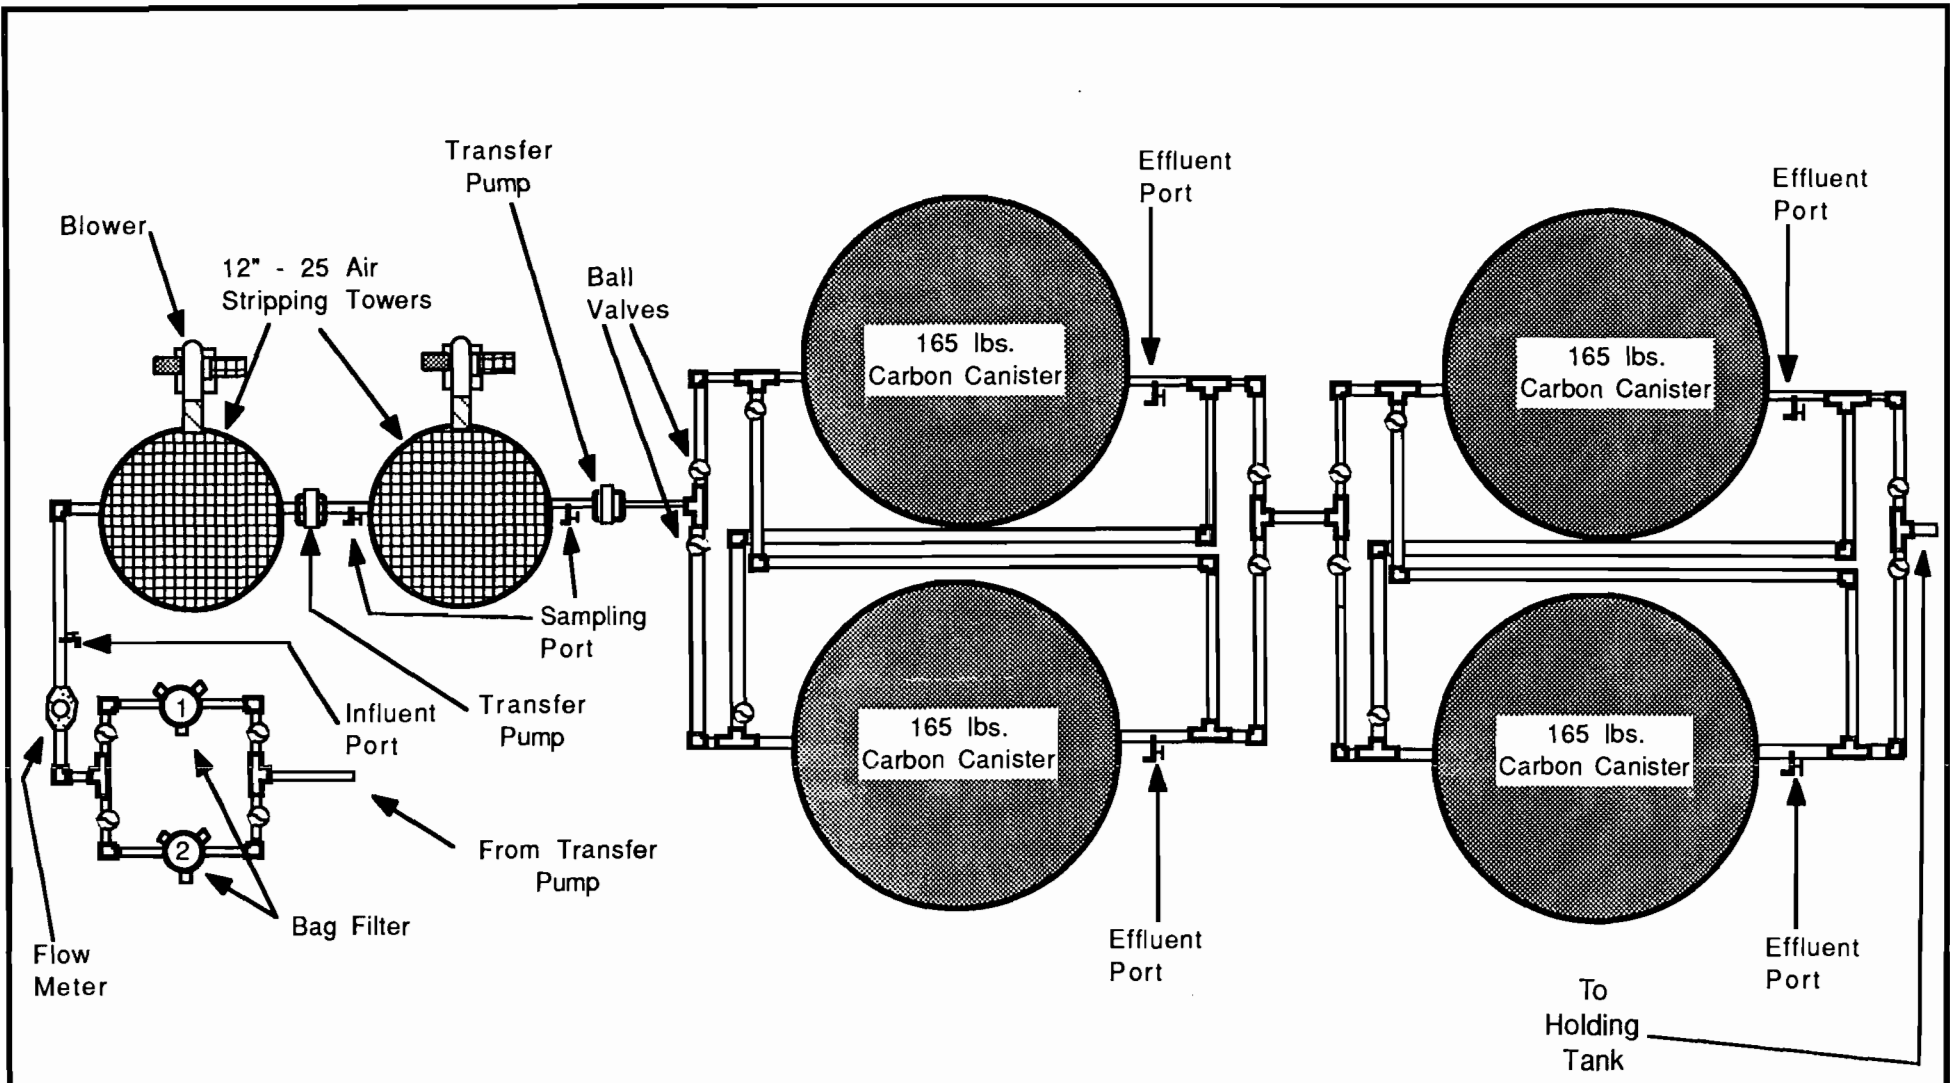 Transfer
Pump
Effluent
Port
Effluent
Port
Blower
12" - 25 Air
Stripping Towers
Ball
Valves
165 lbs.
Carbon Canister
165 lbs.
Carbon Canister
Sampling
Port
Influent
Port
Transfer
Pump
1
2
165 lbs.
Carbon Canister
165 lbs.
Carbon Canister
From Transfer
Pump
Bag Filter
Flow
Meter
Effluent
Port
Effluent
Port
To
Holding
Tank